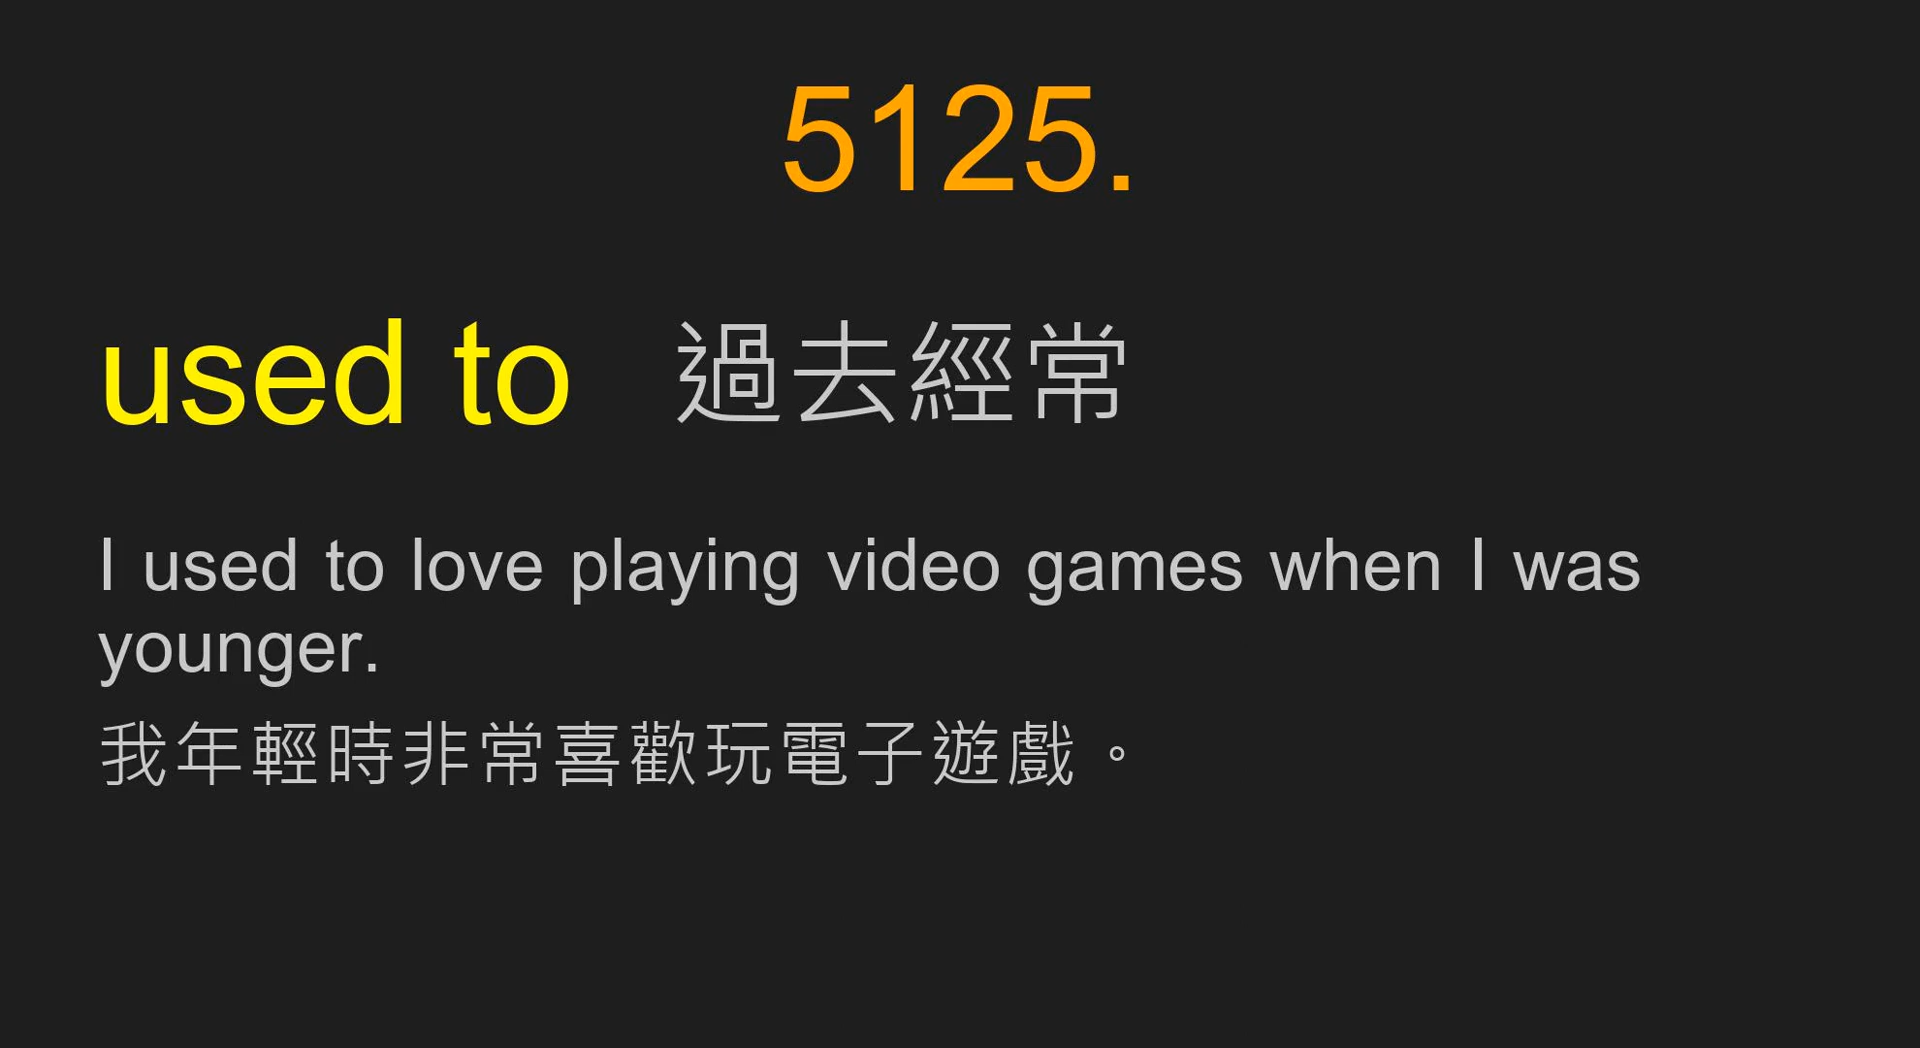 5125.
used to 過去經常
I used to love playing video games when I was
younger.
我年輕時非常喜歡玩電子遊戲。